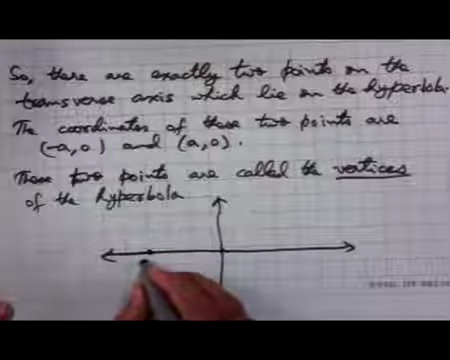 So, there are exactly two points on the
transverse axis which lie on the hyperbola.
The coordinates of these two points are
(-a,0) and (a,0).
These two points are called the vertices
of the hyperbola